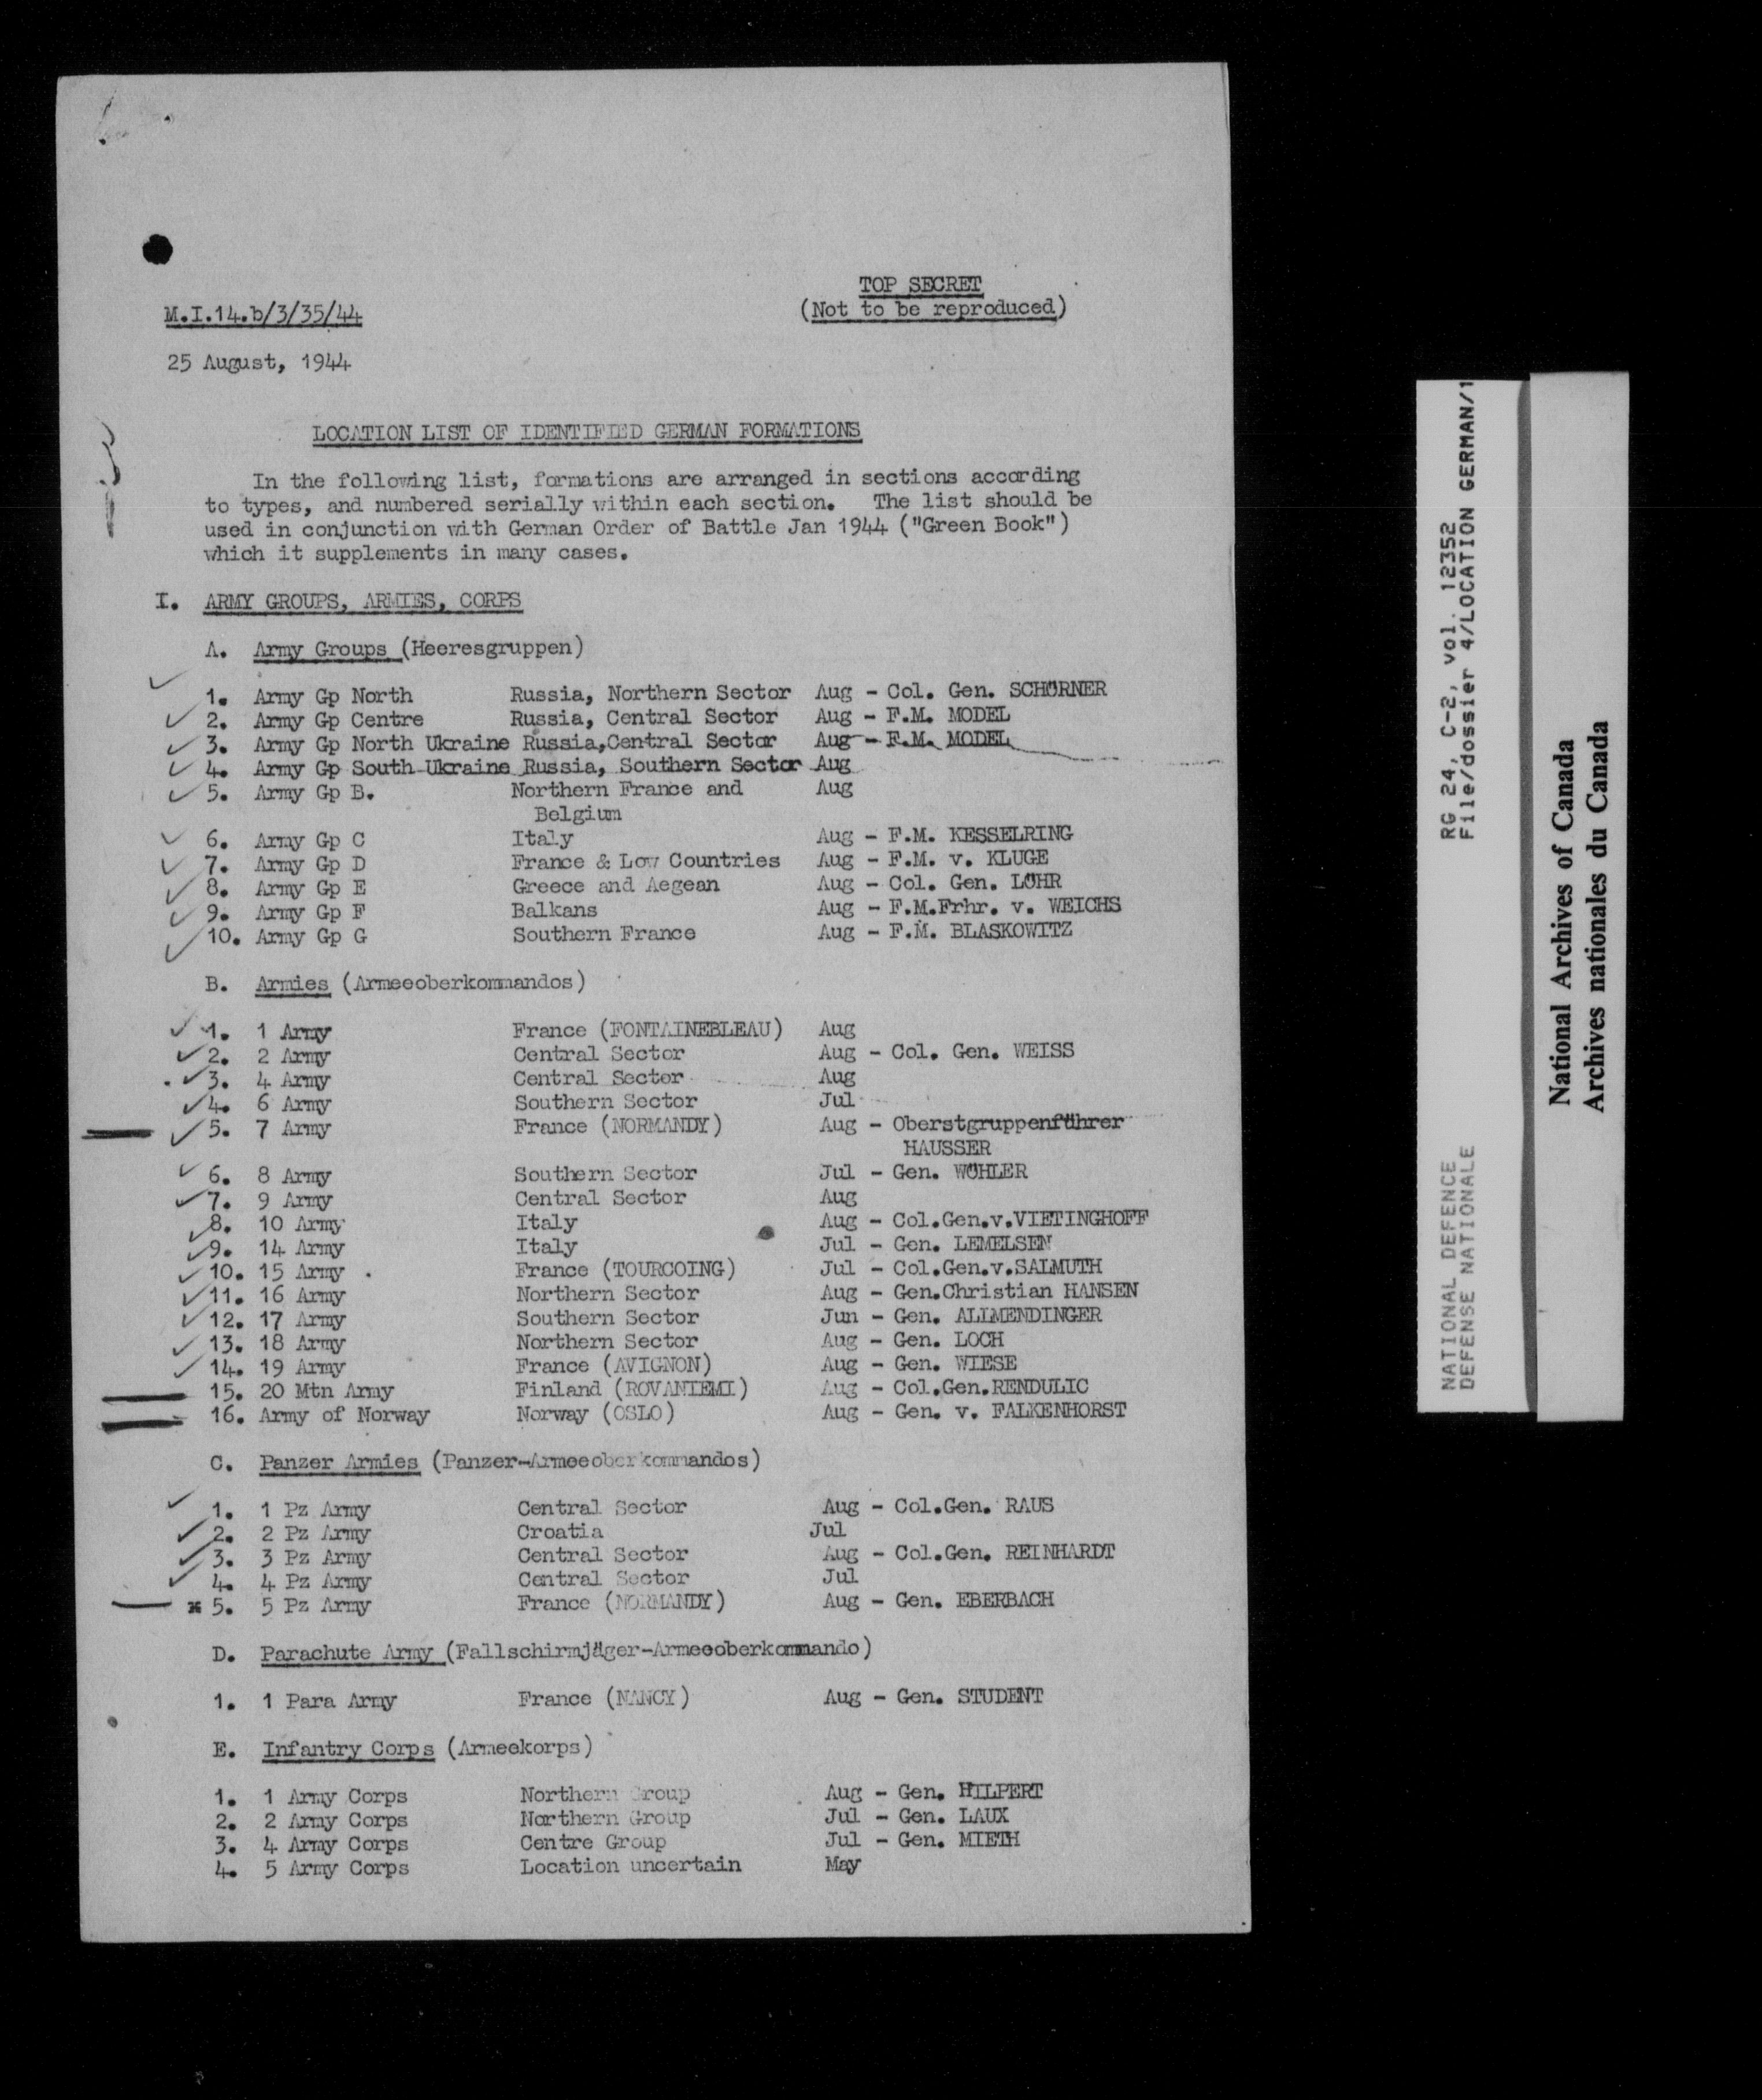 TOP SECRET
M.I.14.b/3/35/44 (Not to be reproduced)
25 August, 1944
LOCATION LIST OF IDENTIFIED GERMAN FORMATIONS
In the following list, formations are arranged in sections according
to types, and numbered serially within each section. The list should be
used in conjunction with German Order of Battle Jan 1944 ("Green Book")
which it supplements in many cases.
I. ARMY GROUPS, ARMIES, CORPS
A. Army Groups (Heeresgruppen)
1. Army Gp North Russia, Northern Sector Aug - Col. Gen. SCHÖRNER
2. Army Gp Centre Russia, Central Sector Aug - F.M. MODEL
3. Army Gp North Ukraine Russia,Central Sector Aug - F.M. MODEL
4. Army Gp South Ukraine Russia, Southern Sector Aug
5. Army Gp B. Northern France and Aug
Belgium
6. Army Gp C Italy Aug - F.M. KESSELRING
7. Army Gp D France & Low Countries Aug - F.M. v. KLUGE
8. Army Gp E Greece and Aegean Aug - Col. Gen. LÖHR
9. Army Gp F Balkans Aug - F.M.Frhr. v. WEICHS
10. Army Gp G Southern France Aug - F.M. BLASKOWITZ
B. Armies (Armeeoberkommandos)
1. 1 Army France (FONTAINEBLEAU) Aug
2. 2 Army Central Sector Aug - Col. Gen. WEISS
3. 4 Army Central Sector Aug
4. 6 Army Southern Sector Jul
5. 7 Army France (NORMANDY) Aug - Oberstgruppenführer
HAUSSER
6. 8 Army Southern Sector Jul - Gen. WÖHLER
7. 9 Army Central Sector Aug
8. 10 Army Italy Aug - Col.Gen.v.VIETINGHOFF
9. 14 Army Italy Jul - Gen. LEMELSEN
10. 15 Army France (TOURCOING) Jul - Col.Gen.v.SALMUTH
11. 16 Army Northern Sector Aug - Gen.Christian HANSEN
12. 17 Army Southern Sector Jun - Gen. ALLMENDINGER
13. 18 Army Northern Sector Aug - Gen. LOCH
14. 19 Army France (AVIGNON) Aug - Gen. WIESE
15. 20 Mtn Army Finland (ROVANIEMI) Aug - Col.Gen.RENDULIC
16. Army of Norway Norway (OSLO) Aug - Gen. v. FALKENHORST
C. Panzer Armies (Panzer-Armeeoberkommandos)
1. 1 Pz Army Central Sector Aug - Col.Gen. RAUS
2. 2 Pz Army Croatia Jul
3. 3 Pz Army Central Sector Aug - Col.Gen. REINHARDT
4. 4 Pz Army Central Sector Jul
* 5. 5 Pz Army France (NORMANDY) Aug - Gen. EBERBACH
D. Parachute Army (Fallschirmjäger-Armeeoberkommando)
1. 1 Para Army France (NANCY) Aug - Gen. STUDENT
E. Infantry Corps (Armeekorps)
1. 1 Army Corps Northern Group Aug - Gen. HILPERT
2. 2 Army Corps Northern Group Jul - Gen. LAUX
3. 4 Army Corps Centre Group Jul - Gen. MIETH
4. 5 Army Corps Location uncertain May
NATIONAL DEFENCE RG 24, C-2, vol. 12352
DEFENSE NATIONALE File/dossier 4/LOCATION GERMAN/1
National Archives of Canada
Archives nationales du Canada